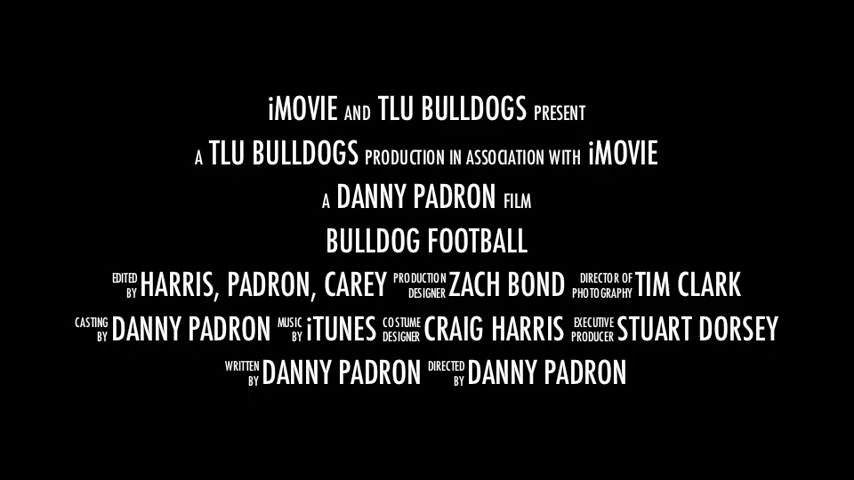 iMOVIE AND TLU BULLDOGS PRESENT
A TLU BULLDOGS PRODUCTION IN ASSOCIATION WITH iMOVIE
A DANNY PADRON FILM
BULLDOG FOOTBALL
EDITED BY HARRIS, PADRON, CAREY PRODUCTION DESIGNER ZACH BOND DIRECTOR OF PHOTOGRAPHY TIM CLARK
CASTING BY DANNY PADRON MUSIC BY iTUNES COSTUME DESIGNER CRAIG HARRIS EXECUTIVE PRODUCER STUART DORSEY
WRITTEN BY DANNY PADRON DIRECTED BY DANNY PADRON